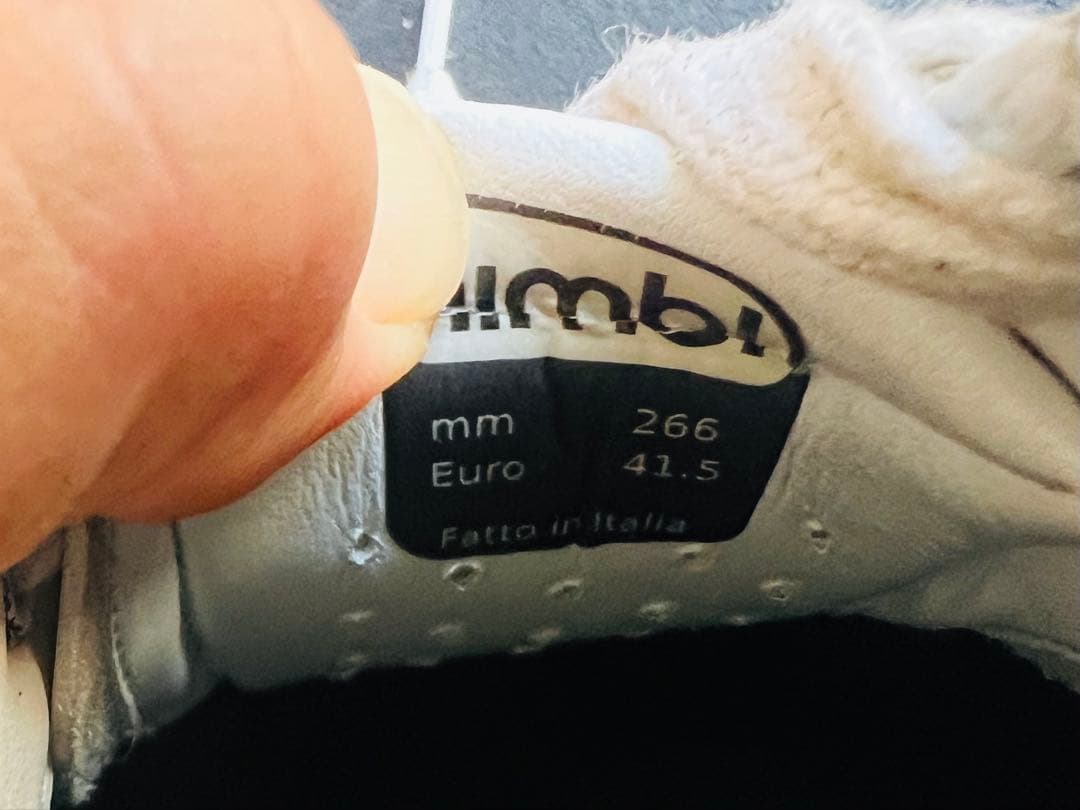 mm 266
Euro 41.5
Fatto in Italia